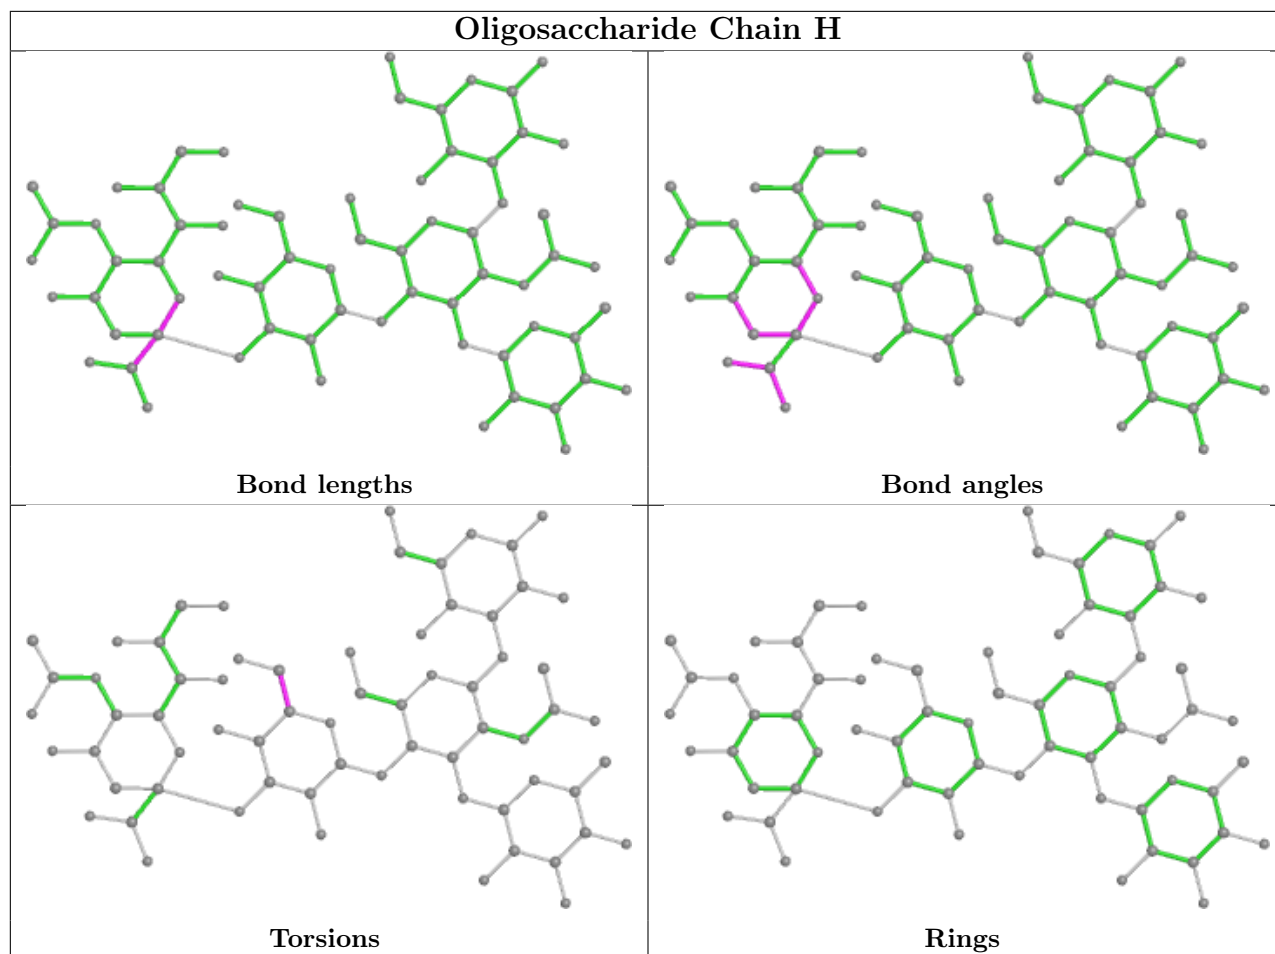 Oligosaccharide Chain H
Bond lengths
Bond angles
Torsions
Rings